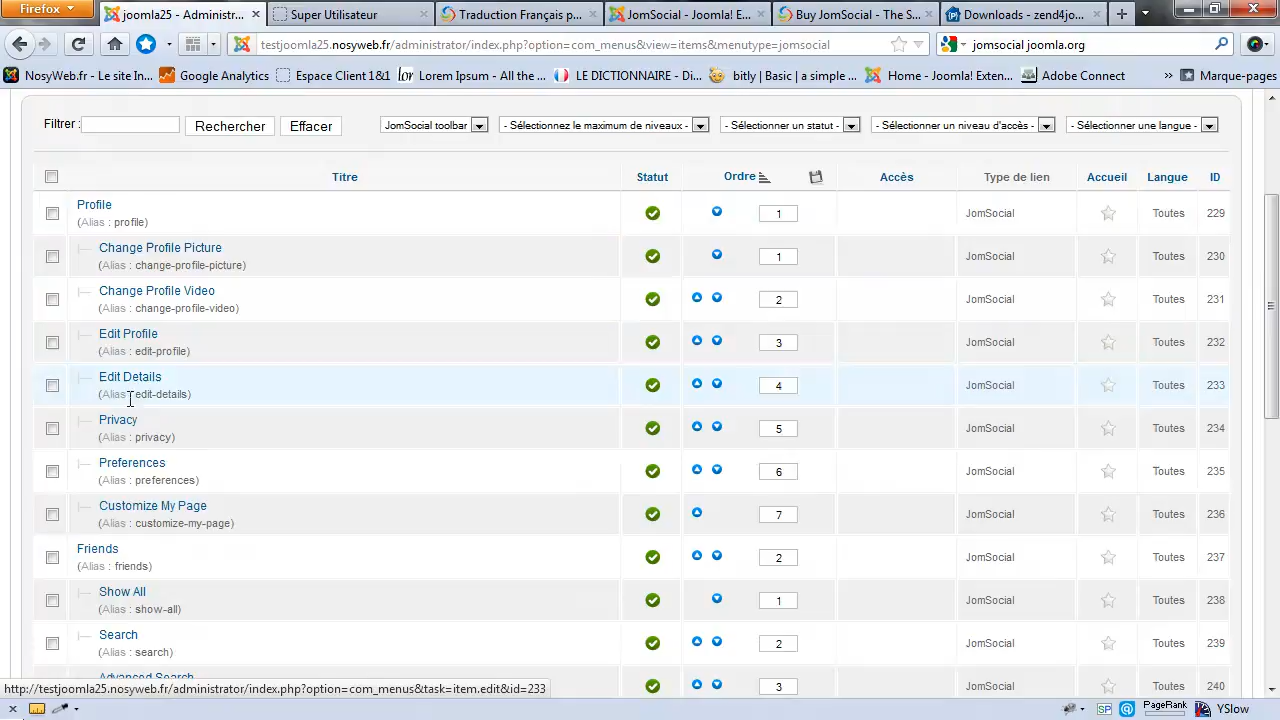 Firefox
joomla25 - Administr...
Super Utilisateur
Traduction Français p...
JomSocial - Joomla! E...
Buy JomSocial - The S...
Downloads - zend4jo...
testjoomla25.nosyweb.fr/administrator/index.php?option=com_menus&view=items&menutype=jomsocial
jomsocial joomla.org
NosyWeb.fr - Le site In...
Google Analytics
Espace Client 1&1
lor Lorem Ipsum - All the ...
LE DICTIONNAIRE - Di...
bitly | Basic | a simple ...
Home - Joomla! Exten...
Adobe Connect
»
Marque-pages
Filtrer :
Rechercher
Effacer
JomSocial toolbar
- Sélectionnez le maximum de niveaux -
- Sélectionner un statut -
- Sélectionner un niveau d'accès -
- Sélectionner une langue -
Titre Statut Ordre Accès Type de lien Accueil Langue ID
Profile 1 JomSocial Toutes 229
(Alias : profile)
Change Profile Picture 1 JomSocial Toutes 230
(Alias : change-profile-picture)
Change Profile Video 2 JomSocial Toutes 231
(Alias : change-profile-video)
Edit Profile 3 JomSocial Toutes 232
(Alias : edit-profile)
Edit Details 4 JomSocial Toutes 233
(Alias : edit-details)
Privacy 5 JomSocial Toutes 234
(Alias : privacy)
Preferences 6 JomSocial Toutes 235
(Alias : preferences)
Customize My Page 7 JomSocial Toutes 236
(Alias : customize-my-page)
Friends 2 JomSocial Toutes 237
(Alias : friends)
Show All 1 JomSocial Toutes 238
(Alias : show-all)
Search 2 JomSocial Toutes 239
(Alias : search)
Advanced Search 3 JomSocial Toutes 240
http://testjoomla25.nosyweb.fr/administrator/index.php?option=com_menus&task=item.edit&id=233
SP
PageRank
YSlow